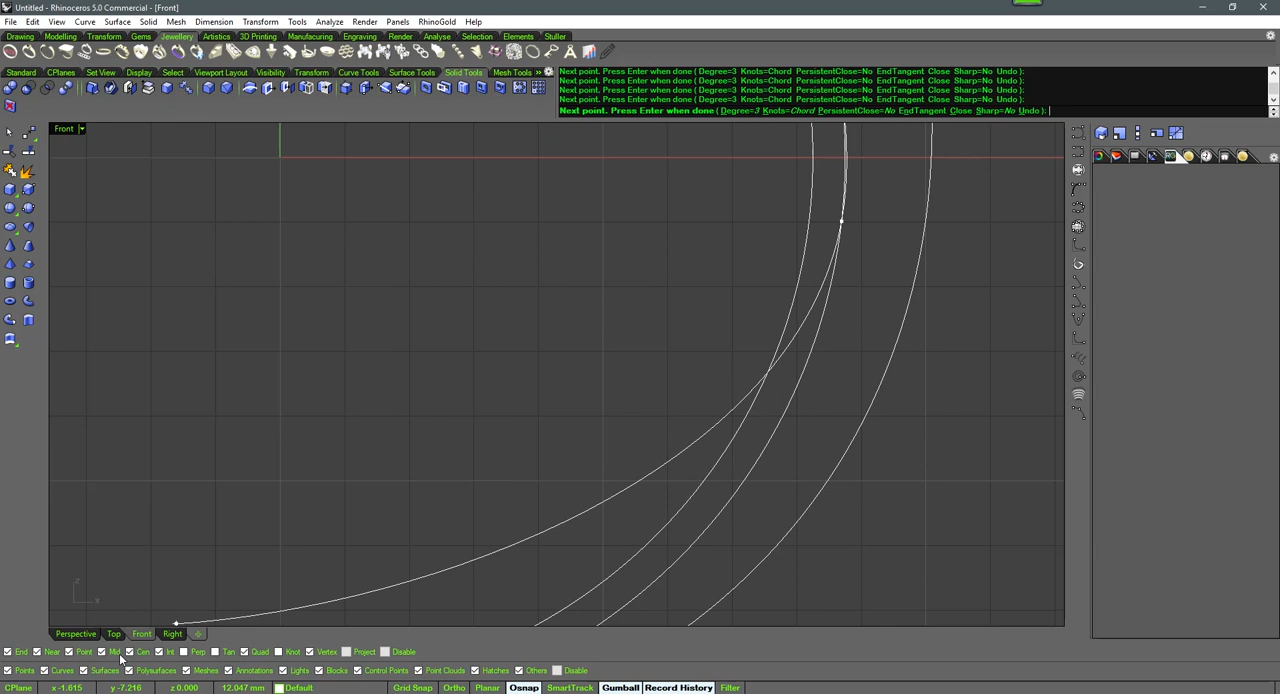 Untitled - Rhinoceros 5.0 Commercial - [Front]
File Edit View Curve Surface Solid Mesh Dimension Transform Tools Analyze Render Panels RhinoGold Help
Drawing Modelling Transform Gems Jewellery Artistics 3D Printing Manufacuring Engraving Render Analyse Selection Elements Stuller
Standard CPlanes Set View Display Select Viewport Layout Visibility Transform Curve Tools Surface Tools Solid Tools Mesh Tools »
Next point. Press Enter when done ( Degree=3 Knots=Chord PersistentClose=No EndTangent Close Sharp=No Undo ):
Next point. Press Enter when done ( Degree=3 Knots=Chord PersistentClose=No EndTangent Close Sharp=No Undo ):
Next point. Press Enter when done ( Degree=3 Knots=Chord PersistentClose=No EndTangent Close Sharp=No Undo ):
Next point. Press Enter when done ( Degree=3 Knots=Chord PersistentClose=No EndTangent Close Sharp=No Undo ):
Next point. Press Enter when done ( Degree=3 Knots=Chord PersistentClose=No EndTangent Close Sharp=No Undo ):
Front
z
x
Perspective Top Front Right
End Near Point Mid Cen Int Perp Tan Quad Knot Vertex Project Disable
Points Curves Surfaces Polysurfaces Meshes Annotations Lights Blocks Control Points Point Clouds Hatches Others Disable
CPlane x -1.615 y -7.216 z 0.000 12.047 mm Default Grid Snap Ortho Planar Osnap SmartTrack Gumball Record History Filter